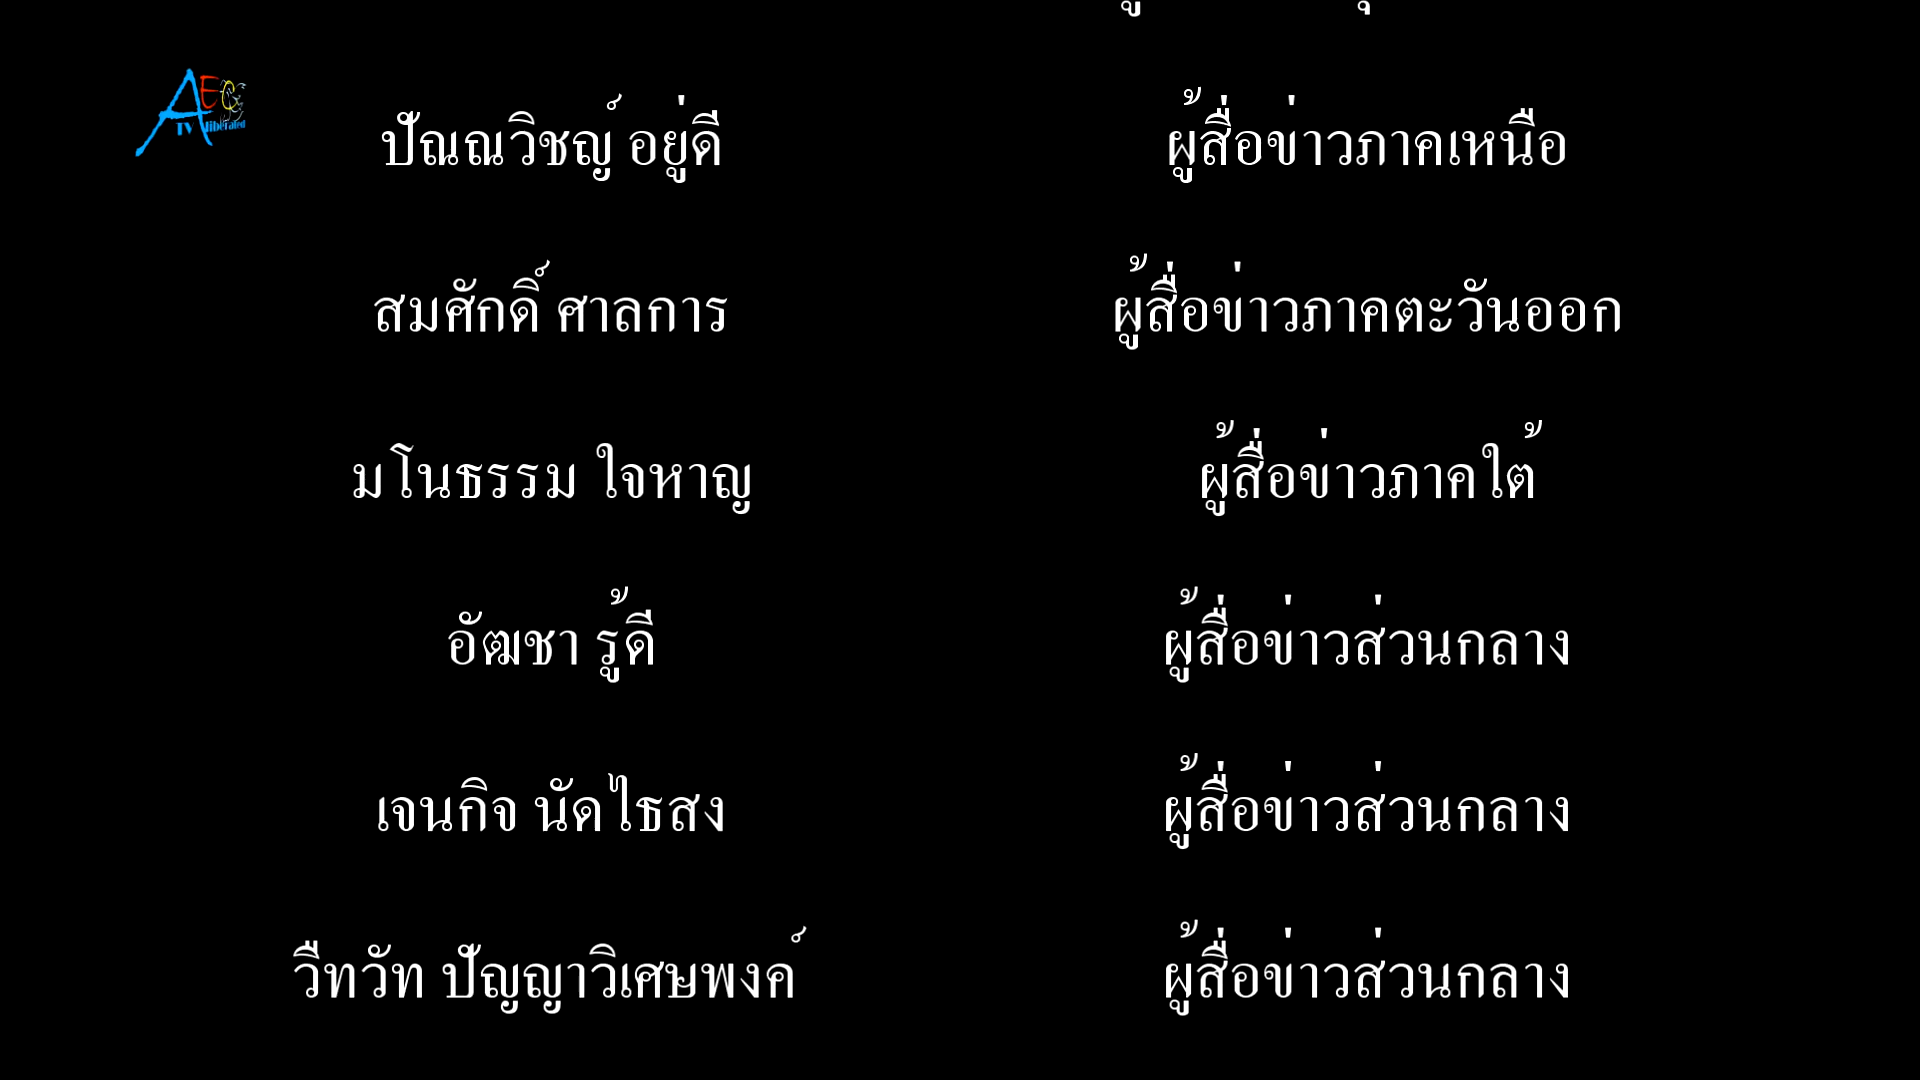 AEC
TV liberated
ปัณณวิชญ์ อยู่ดี ผู้สื่อข่าวภาคเหนือ
สมศักดิ์ ศาลการ ผู้สื่อข่าวภาคตะวันออก
มโนธรรม ใจหาญ ผู้สื่อข่าวภาคใต้
อัฒชา รู้ดี ผู้สื่อข่าวส่วนกลาง
เจนกิจ นัดไธสง ผู้สื่อข่าวส่วนกลาง
วืทวัท ปัญญาวิเศษพงค์ ผู้สื่อข่าวส่วนกลาง